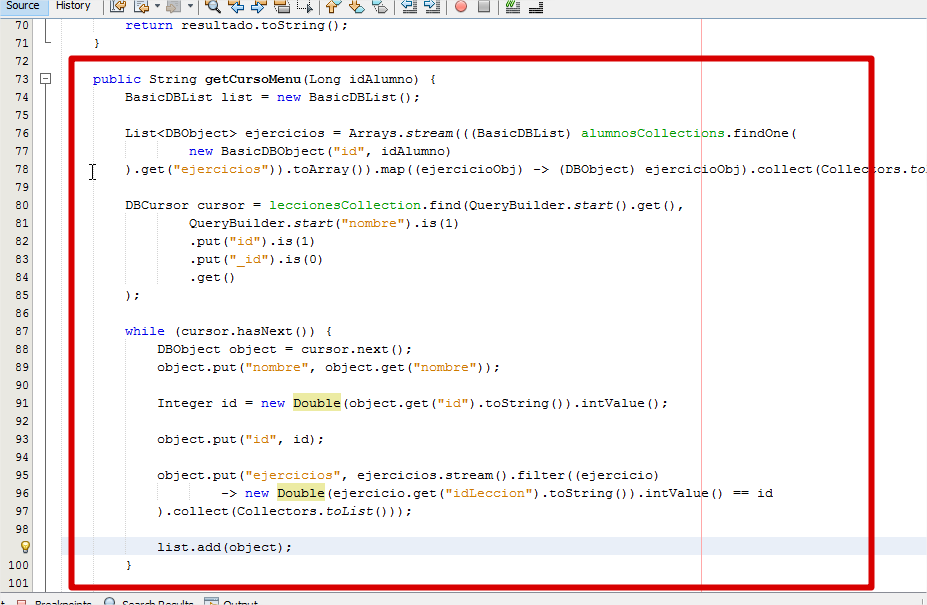 Source History
70 return resultado.toString();
71 }
72
73 public String getCursoMenu(Long idAlumno) {
74 BasicDBList list = new BasicDBList();
75
76 List<DBObject> ejercicios = Arrays.stream(((BasicDBList) alumnosCollections.findOne(
77 new BasicDBObject("id", idAlumno)
78 ).get("ejercicios")).toArray()).map((ejercicioObj) -> (DBObject) ejercicioObj).collect(Collectors.to
79
80 DBCursor cursor = leccionesCollection.find(QueryBuilder.start().get(),
81 QueryBuilder.start("nombre").is(1)
82 .put("id").is(1)
83 .put("_id").is(0)
84 .get()
85 );
86
87 while (cursor.hasNext()) {
88 DBObject object = cursor.next();
89 object.put("nombre", object.get("nombre"));
90
91 Integer id = new Double(object.get("id").toString()).intValue();
92
93 object.put("id", id);
94
95 object.put("ejercicios", ejercicios.stream().filter((ejercicio)
96 -> new Double(ejercicio.get("idLeccion").toString()).intValue() == id
97 ).collect(Collectors.toList()));
98
list.add(object);
100 }
101
Breakpoints Search Results Output